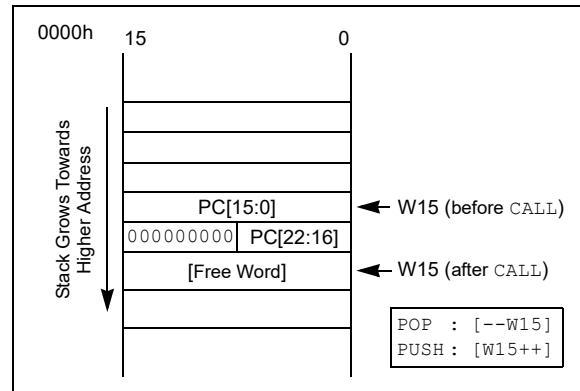 0000h
15 0
Stack Grows Towards
Higher Address
PC[15:0]
W15 (before CALL)
000000000 PC[22:16]
[Free Word]
W15 (after CALL)
POP : [--W15]
PUSH : [W15++]